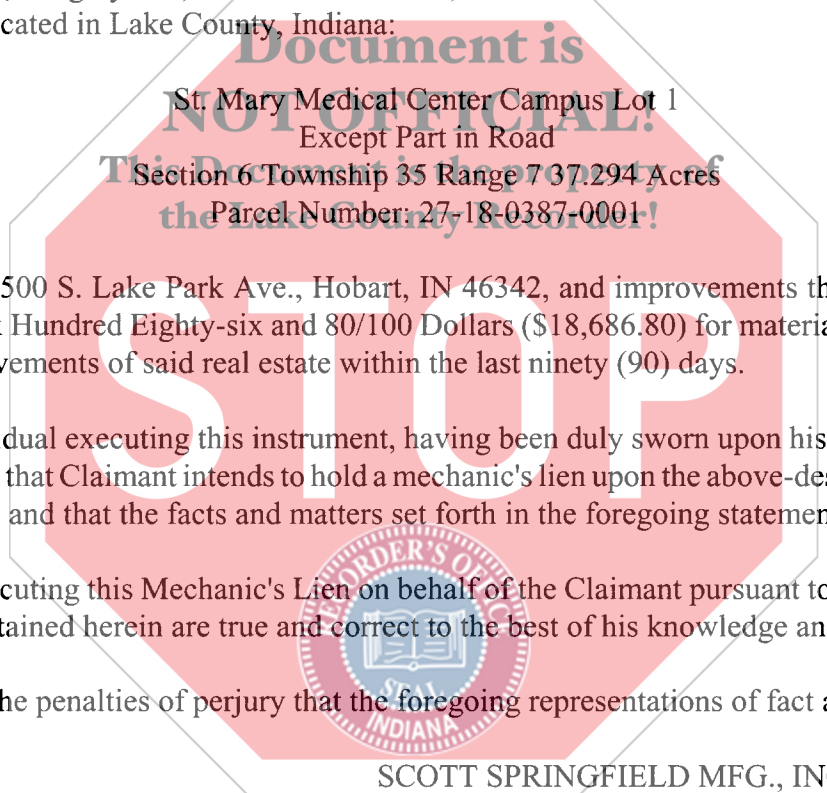 cated in Lake County, Indiana:
Document is
St. Mary Medical Center Campus Lot 1
NOT OFFICIAL!
Except Part in Road
This Document is the property of
Section 6 Township 35 Range 7 37.294 Acres
the Lake County Recorder!
Parcel Number: 27-18-0387-0001
500 S. Lake Park Ave., Hobart, IN 46342, and improvements th
Hundred Eighty-six and 80/100 Dollars ($18,686.80) for materia
vements of said real estate within the last ninety (90) days.
STOP
dual executing this instrument, having been duly sworn upon his
that Claimant intends to hold a mechanic's lien upon the above-des
and that the facts and matters set forth in the foregoing statemen
RECORDER'S OFFICE
cuting this Mechanic's Lien on behalf of the Claimant pursuant to
tained herein are true and correct to the best of his knowledge an
SEAL
he penalties of perjury that the foregoing representations of fact a
INDIANA
SCOTT SPRINGFIELD MFG., IN